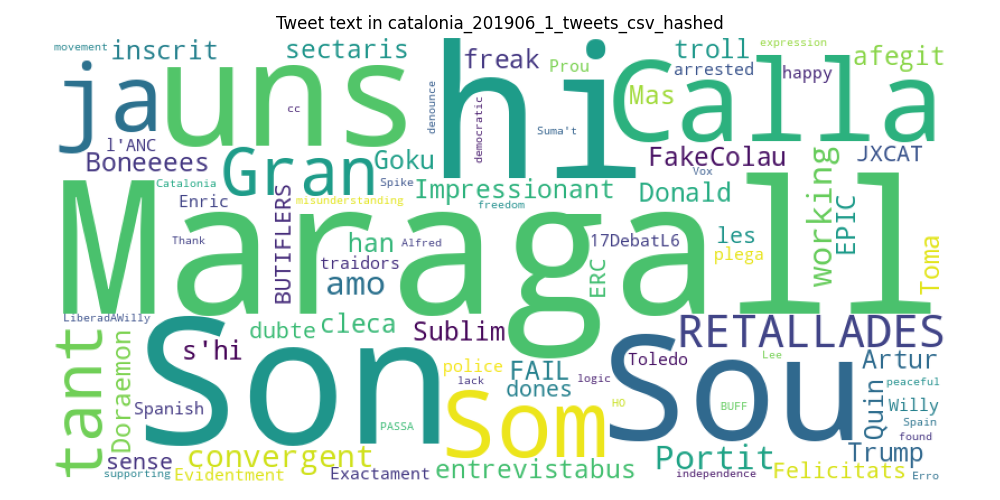 Tweet text in catalonia_201906_1_tweets_csv_hashed
movement inscrit sectaris freak Prou troll expression afegit
ja uns hi Calla arrested happy
cc denounce democratic Suma't Mas
l'ANC Boneeees Gran Goku FakeColau JXCAT
Catalonia Enric BUTIFLERS Spike misunderstanding Impressionant freedom Donald Vox working EPIC
Maragall
Thank han Alfred 17DebatL6 les
traidors amo ERC plega Toma
LiberadAWilly dubte cleca Sublim RETALLADES
tant Doraemon s'hi Son Som Sou
police FAIL Toledo Lee Artur
lack dones logic Quin peaceful
Spanish PASSA HO BUFF Willy
Spain
found Trump
sense convergent entrevistabus Portit Felicitats
supporting Evidentment Exactament independence Erro